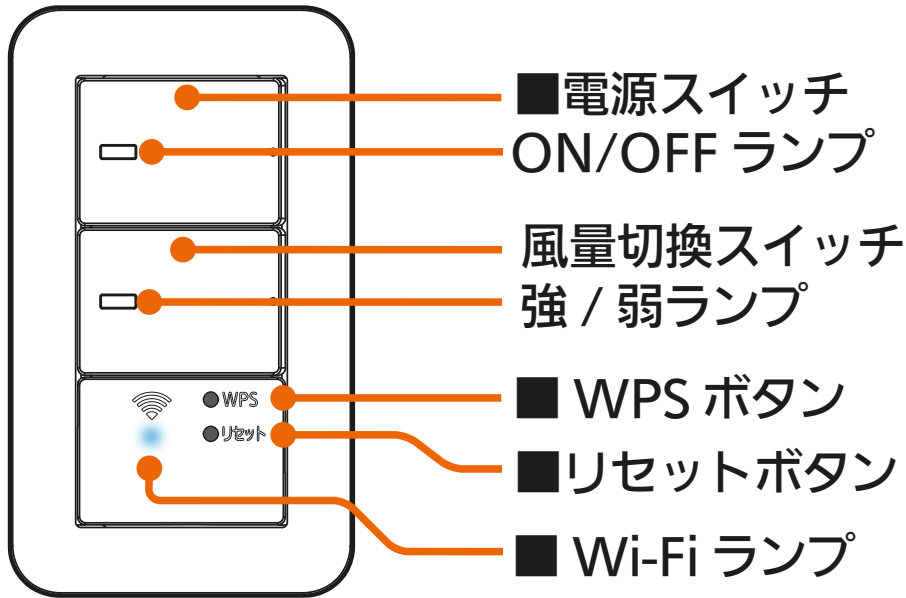 ■電源スイッチ
ON/OFF ランプ
風量切換スイッチ
強 / 弱ランプ
WPS
■ WPS ボタン
リセット
■リセットボタン
■ Wi-Fi ランプ